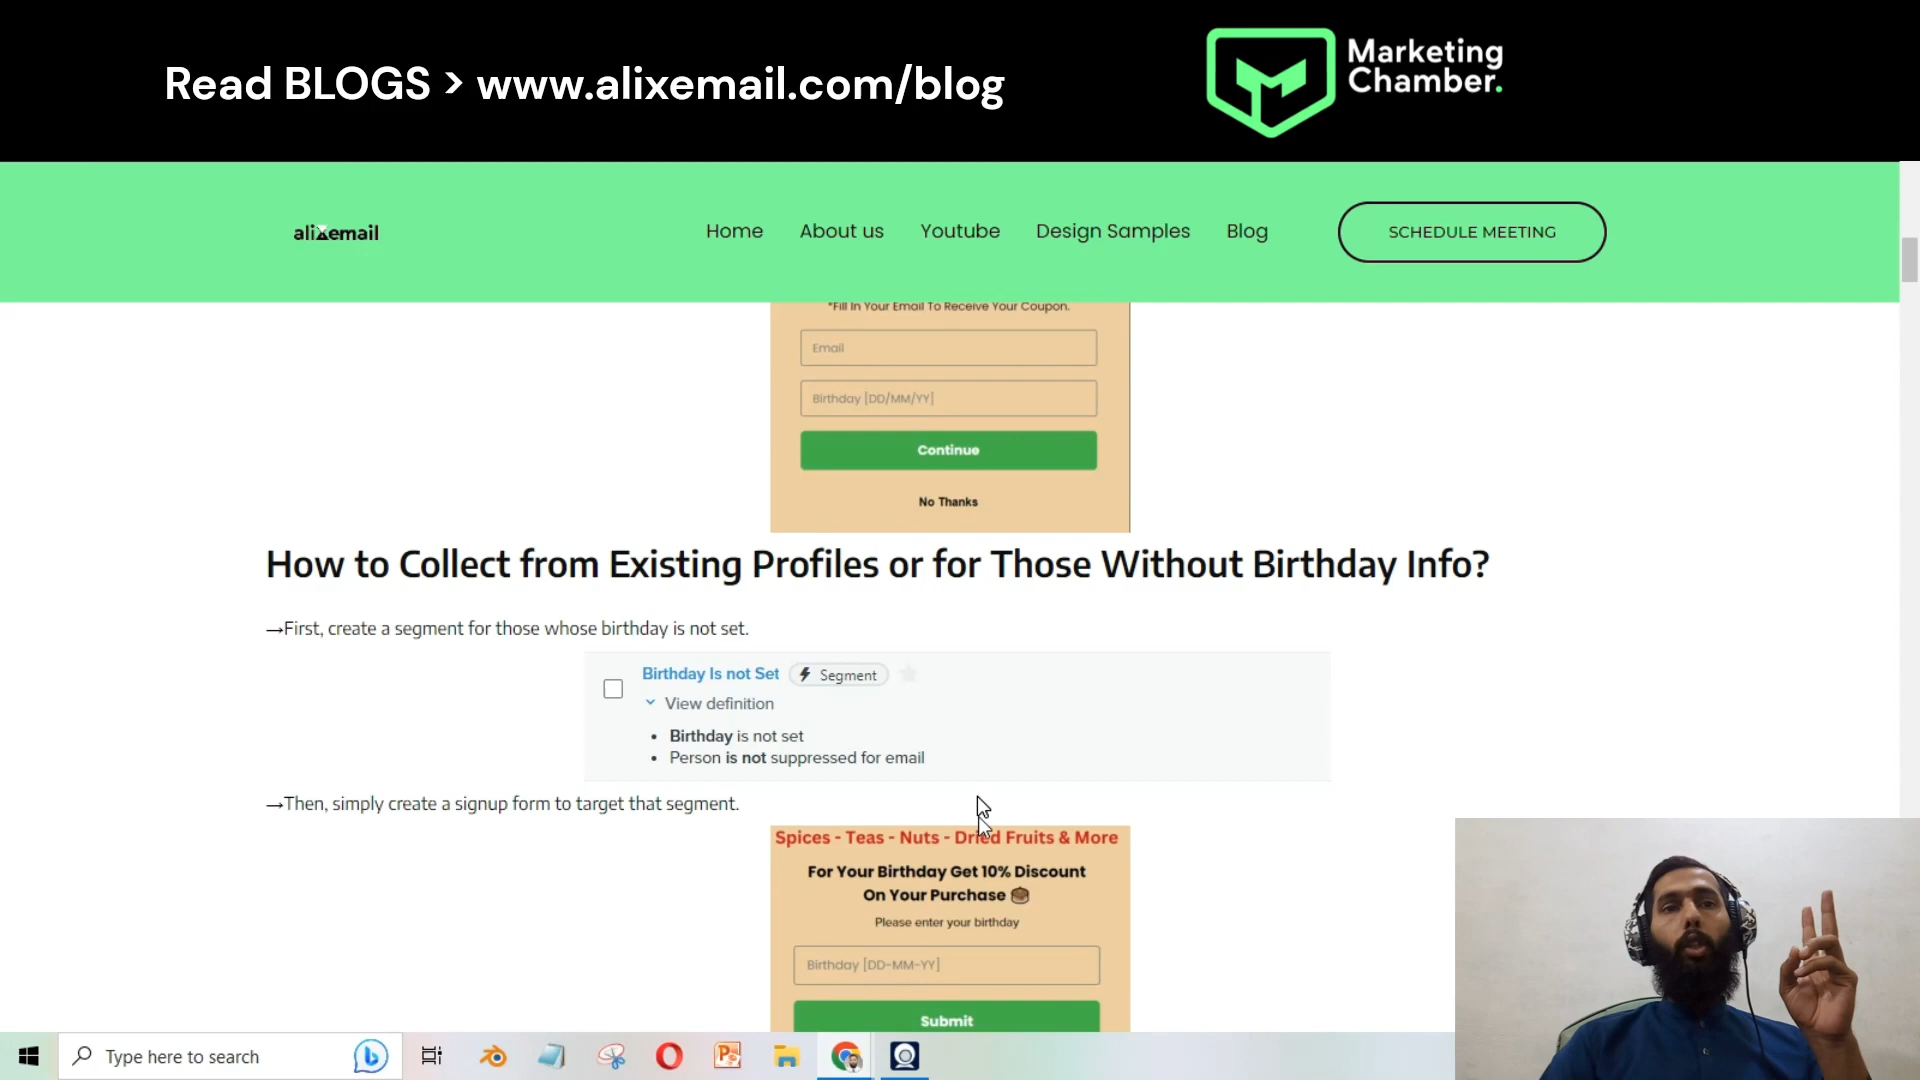 Read BLOGS > www.alixemail.com/blog
Marketing
Chamber.
alixemail
Home
About us
Youtube
Design Samples
Blog
SCHEDULE MEETING
*Fill In Your Email To Receive Your Coupon.
Email
Birthday [DD/MM/YY]
Continue
No Thanks
How to Collect from Existing Profiles or for Those Without Birthday Info?
→First, create a segment for those whose birthday is not set.
Birthday Is not Set
Segment
View definition
• Birthday is not set
• Person is not suppressed for email
→Then, simply create a signup form to target that segment.
Spices - Teas - Nuts - Dried Fruits & More
For Your Birthday Get 10% Discount
On Your Purchase
Please enter your birthday
Birthday [DD-MM-YY]
Submit
Type here to search